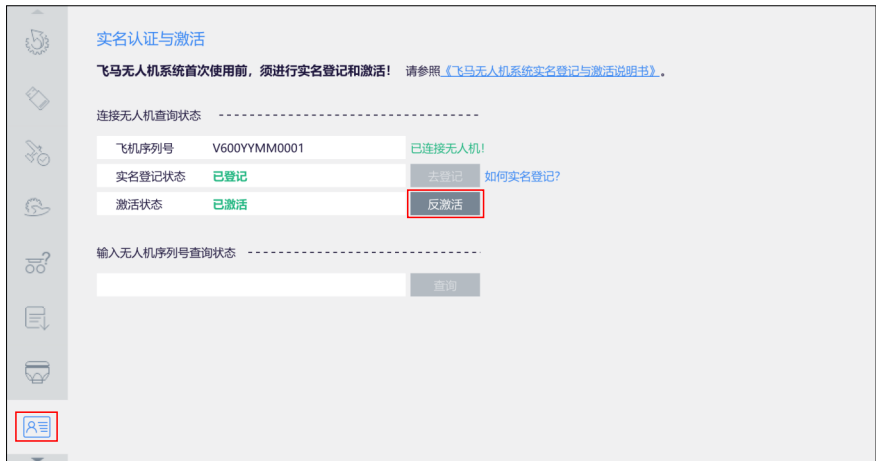 实名认证与激活
飞马无人机系统首次使用前，须进行实名登记和激活！ 请参照《飞马无人机系统实名登记与激活说明书》。
连接无人机查询状态
飞机序列号 V600YYMM0001 已连接无人机!
实名登记状态 已登记 去登记 如何实名登记?
激活状态 已激活 反激活
输入无人机序列号查询状态
查询